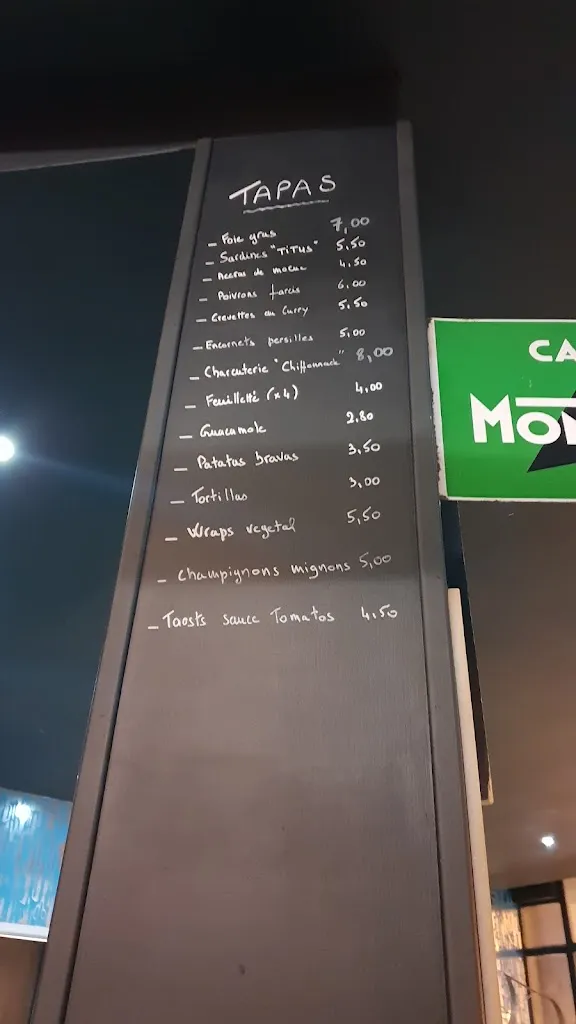 TAPAS
- Foie gras 7,00
- Sardines "TiTUS" 5,50
- Accras de morue 4,50
- Poivrons farcis 6,00
- Crevettes au Curry 5,50
- Encornets persilles 5,00
- Charcuterie "Chiffonnade" 8,00
- Feuilleté (x4) 4,00
- Guacamole 2,80
- Patatas bravas 3,50
- Tortillas 3,00
- Wraps vegetal 5,50
- Champignons mignons 5,00
- Taosts sauce Tomatos 4,50
CA
MON